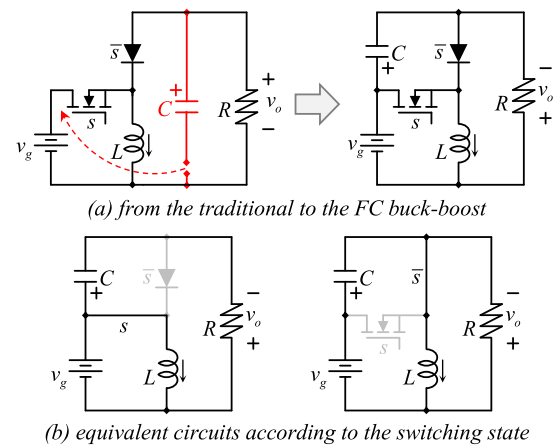 s̅
+
C
+
R
v_o
−
s
v_g
L
C
+
s̅
−
R
v_o
+
s
v_g
L
(a) from the traditional to the FC buck-boost
C
+
s̅
−
R
v_o
+
s
v_g
L
C
+
s̅
−
R
v_o
+
s
v_g
L
(b) equivalent circuits according to the switching state